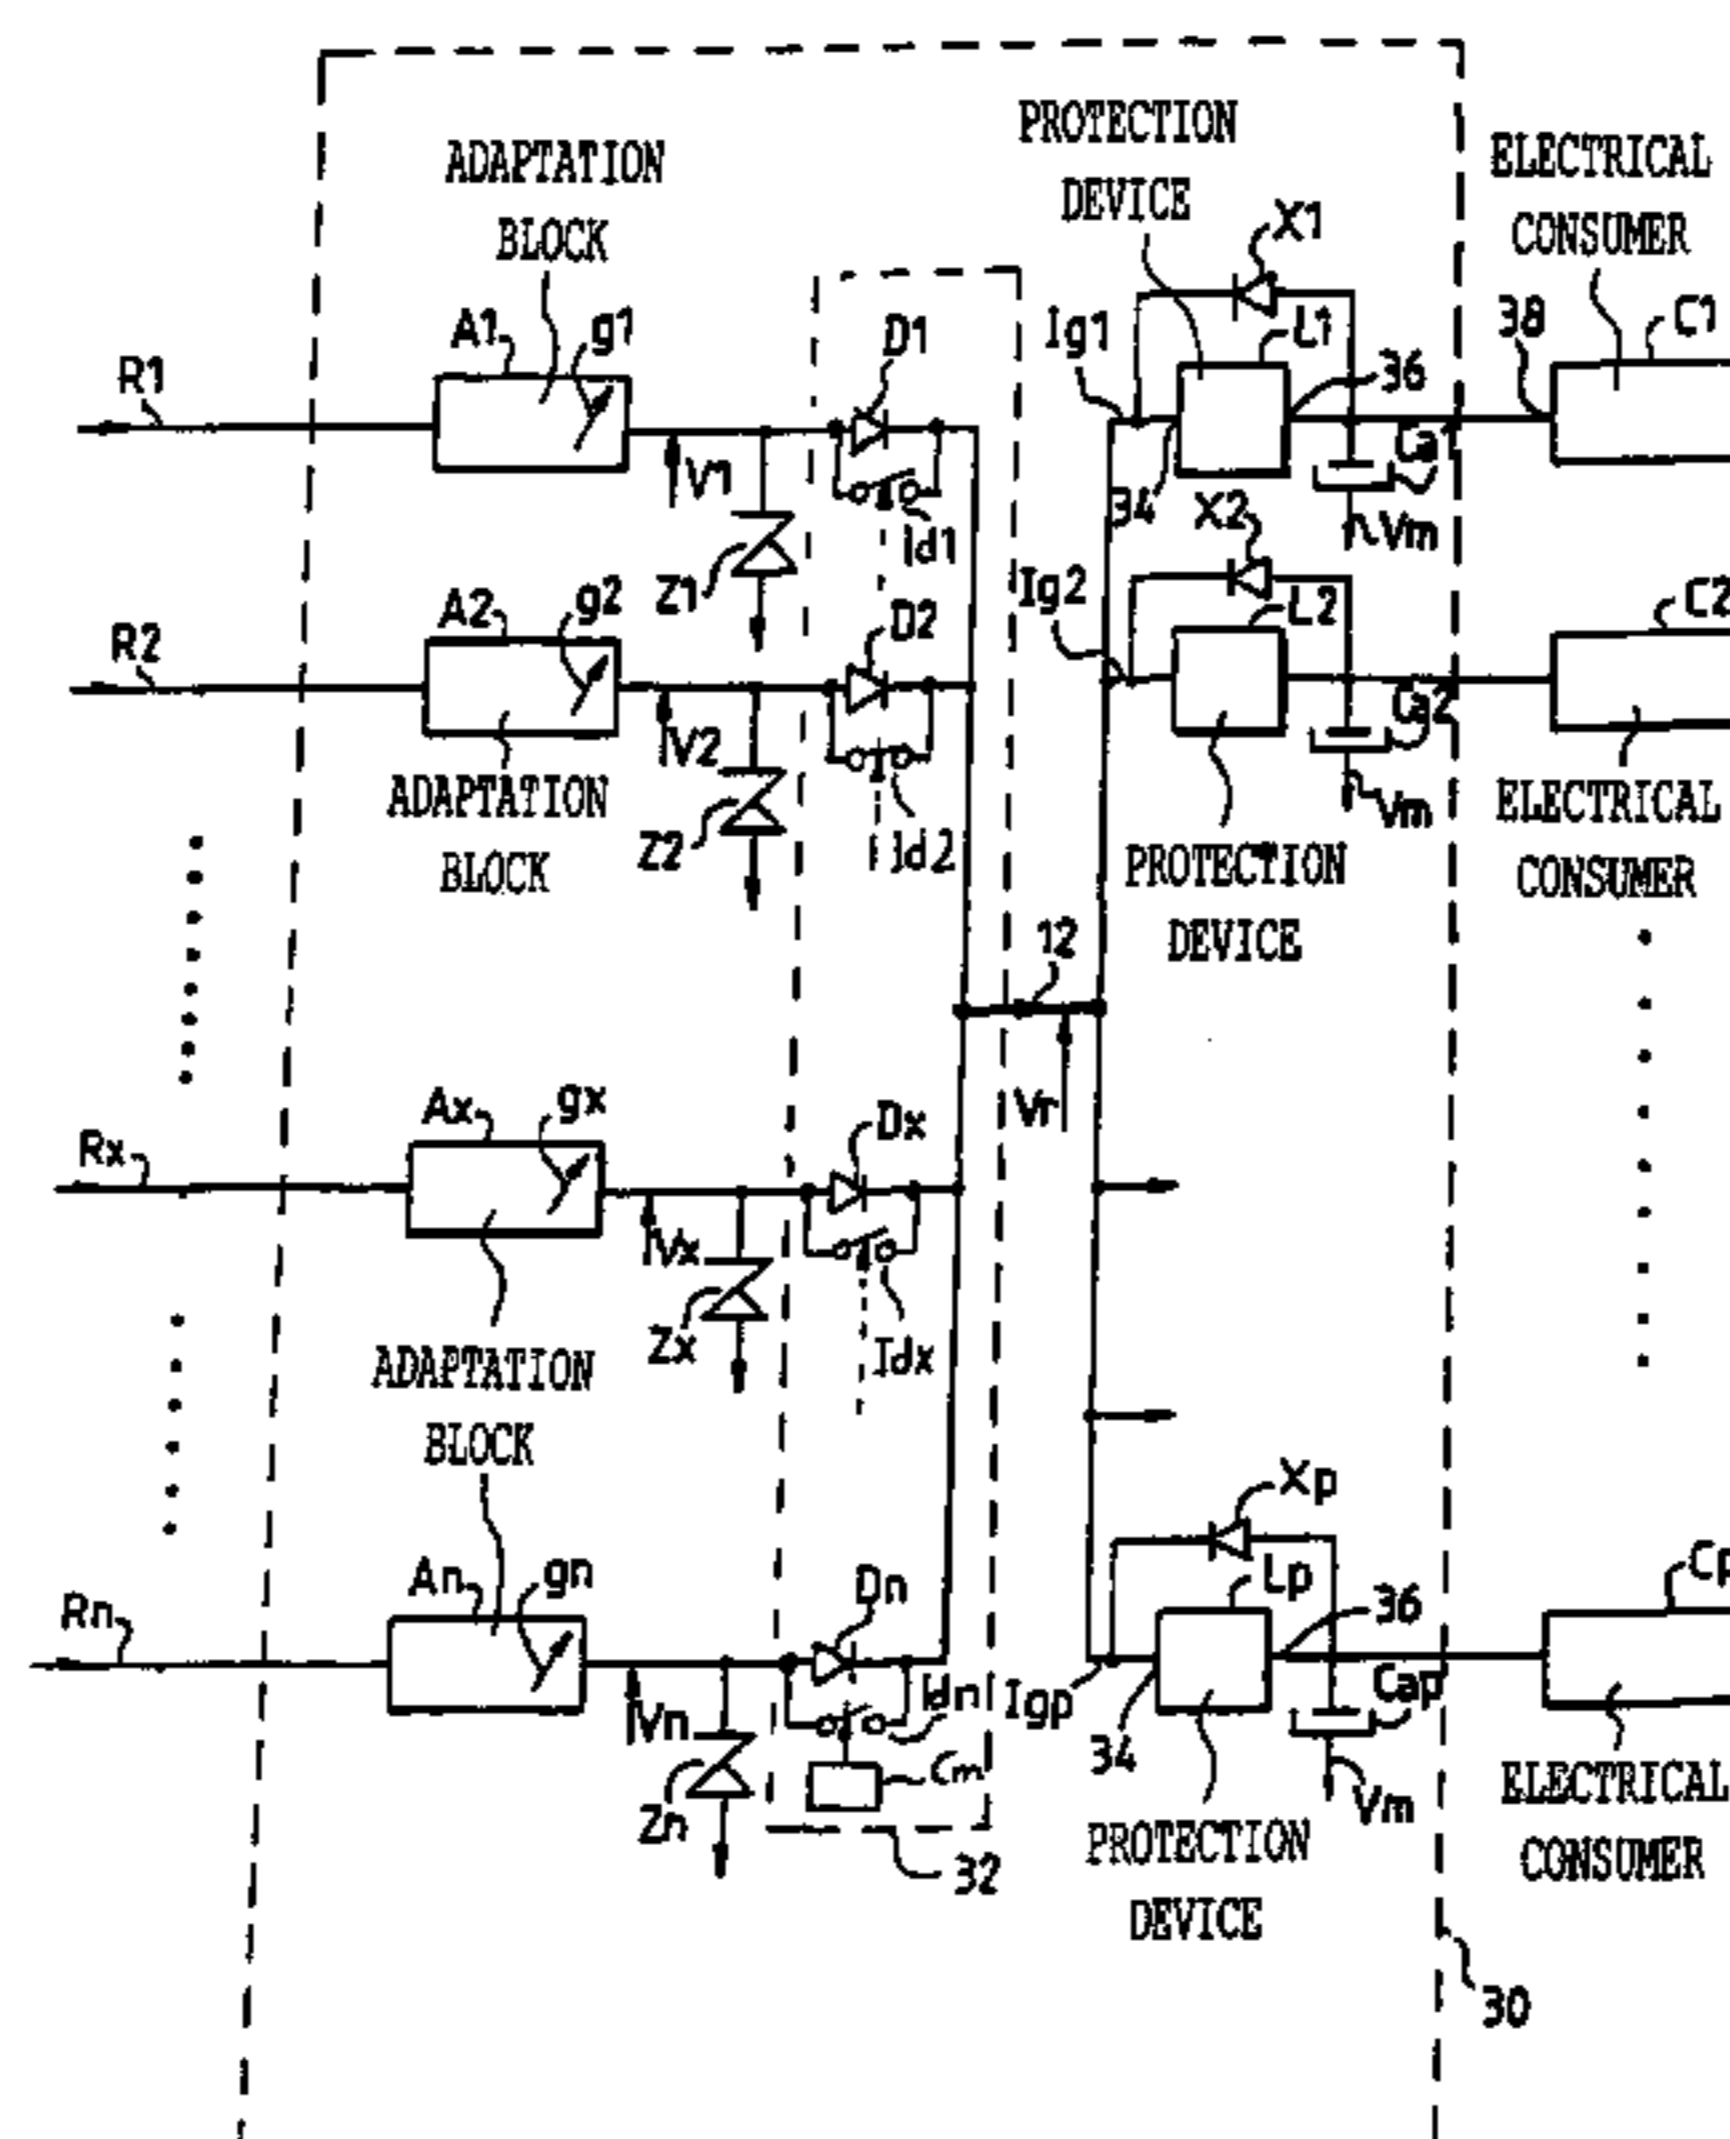 PROTECTION
DEVICE
ADAPTATION
BLOCK
ELECTRICAL
CONSUMER
X1
A1
g1
D1
Ig1
L1
36
38
C1
R1
V1
34
Ca1
Id1
X2
Vm
Z1
A2
g2
D2
Ig2
L2
C2
R2
V2
Ca2
Z2
Id2
Vm
ADAPTATION
BLOCK
PROTECTION
DEVICE
ELECTRICAL
CONSUMER
12
Vr
Ax
gx
Dx
Rx
Vx
Zx
Idx
ADAPTATION
BLOCK
Xp
An
gn
Dn
Lp
36
Cp
Rn
Vn
Idn
Igp
34
Cap
Zn
Cm
Vm
32
PROTECTION
DEVICE
ELECTRICAL
CONSUMER
30